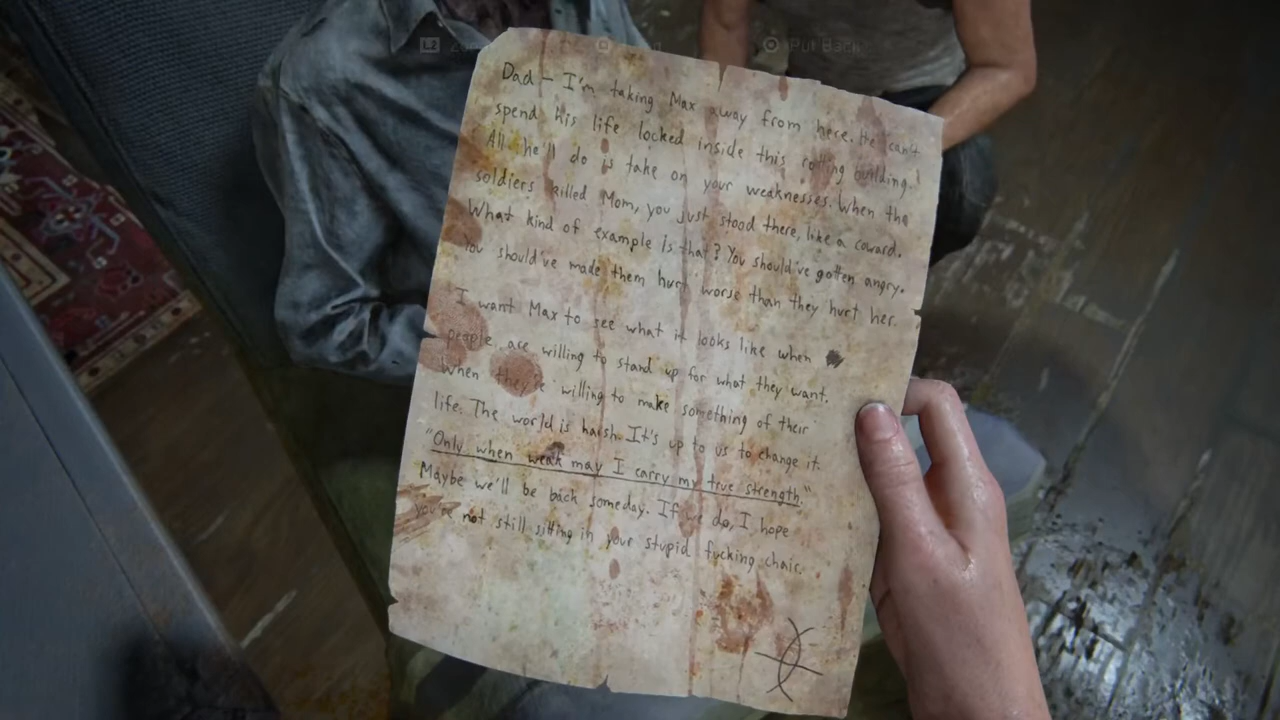 L2
Put Back
Dad – I'm taking Max away from here. He can't
spend his life locked inside this rotting building.
All he'll do is take on your weaknesses. When the
soldiers killed Mom, you just stood there, like a coward.
What kind of example is that? You should've gotten angry.
You should've made them hurt worse than they hurt her.
I want Max to see what it looks like when
people are willing to stand up for what they want.
When they're willing to make something of their
life. The world is harsh. It's up to us to change it.
"Only when weak may I carry my true strength."
Maybe we'll be back someday. If we do, I hope
you're not still sitting in your stupid fucking chair.